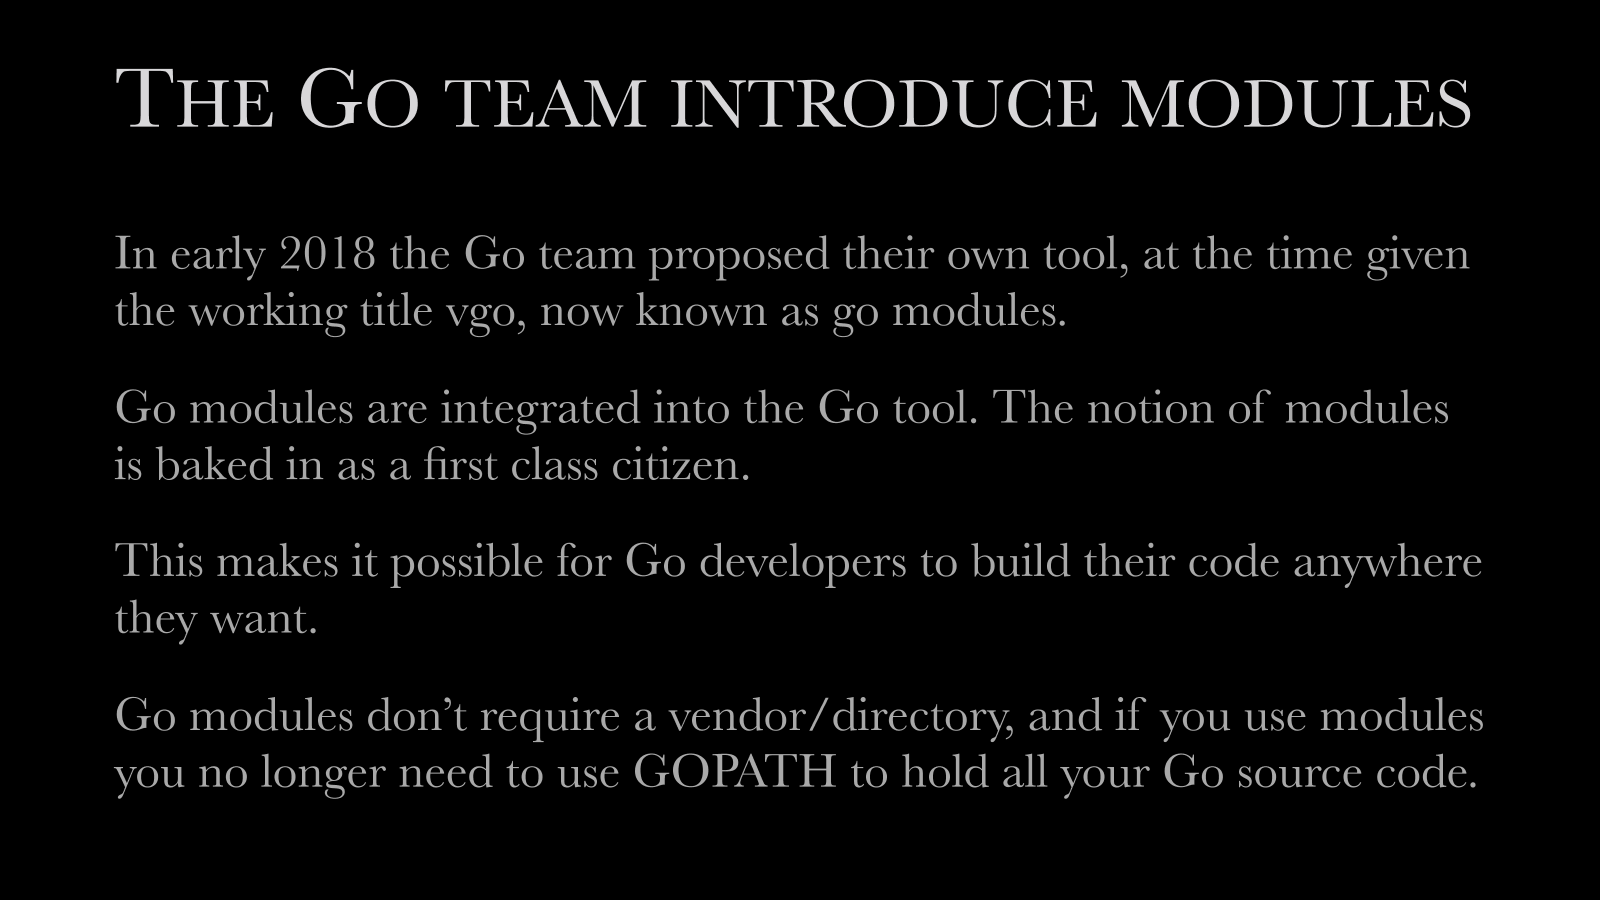 The Go team introduce modules
In early 2018 the Go team proposed their own tool, at the time given
the working title vgo, now known as go modules.
Go modules are integrated into the Go tool. The notion of modules
is baked in as a first class citizen.
This makes it possible for Go developers to build their code anywhere
they want.
Go modules don’t require a vendor/directory, and if you use modules
you no longer need to use GOPATH to hold all your Go source code.